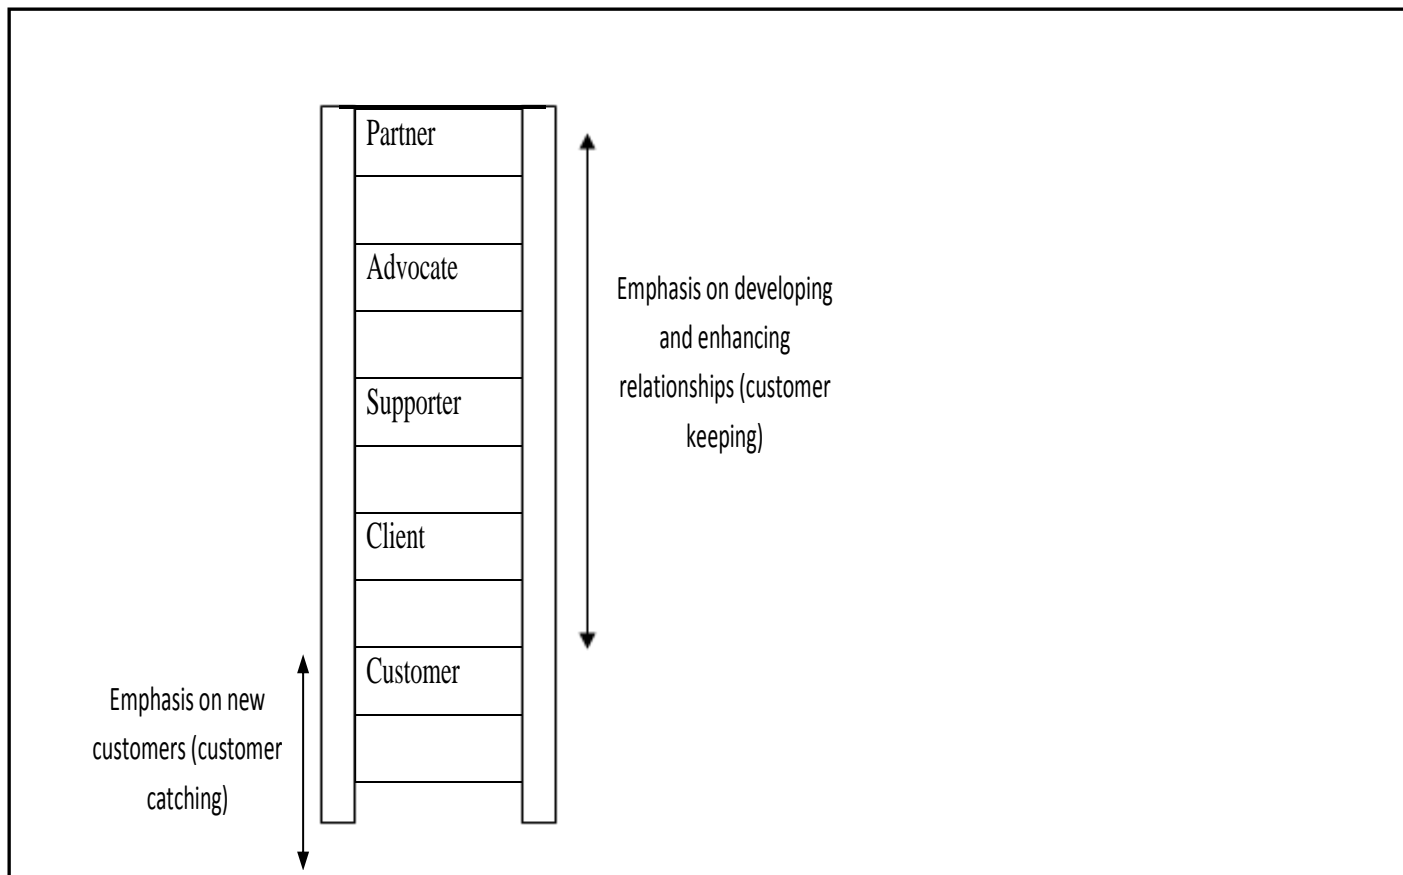 Partner
Advocate
Emphasis on developing
and enhancing
relationships (customer
keeping)
Supporter
Client
Customer
Emphasis on new
customers (customer
catching)